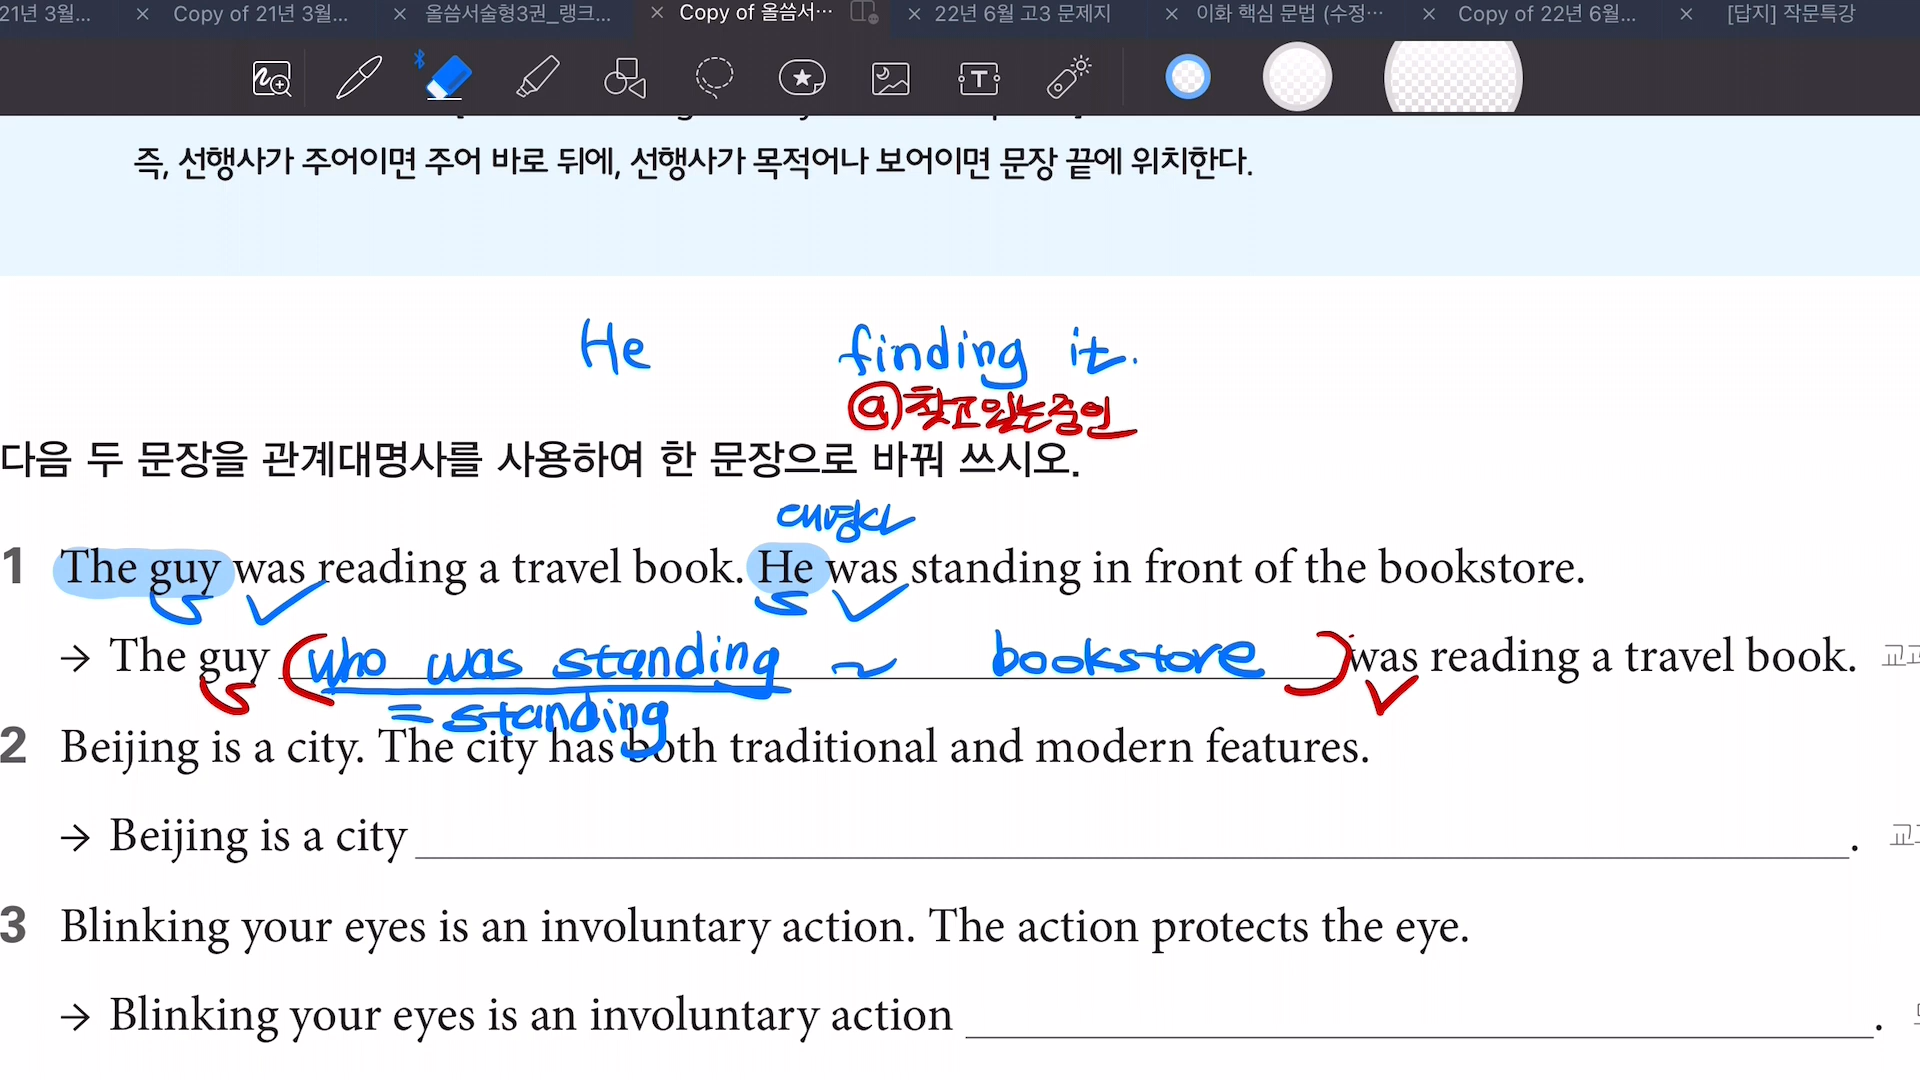 21년 3월... × Copy of 21년 3월... × 올씀서술형3권_랭크... × Copy of 올씀서... × 22년 6월 고3 문제지 × 이화 핵심 문법 (수정... × Copy of 22년 6월... × [답지] 작문특강
즉, 선행사가 주어이면 주어 바로 뒤에, 선행사가 목적어나 보어이면 문장 끝에 위치한다.
He finding it.
ⓐ) 찾고있는중인
다음 두 문장을 관계대명사를 사용하여 한 문장으로 바꿔 쓰시오.
대명사
1 The guy was reading a travel book. He was standing in front of the bookstore.
S S
→ The guy (who was standing ~ bookstore) was reading a travel book.
S
= standing
2 Beijing is a city. The city has both traditional and modern features.
→ Beijing is a city .
3 Blinking your eyes is an involuntary action. The action protects the eye.
→ Blinking your eyes is an involuntary action .